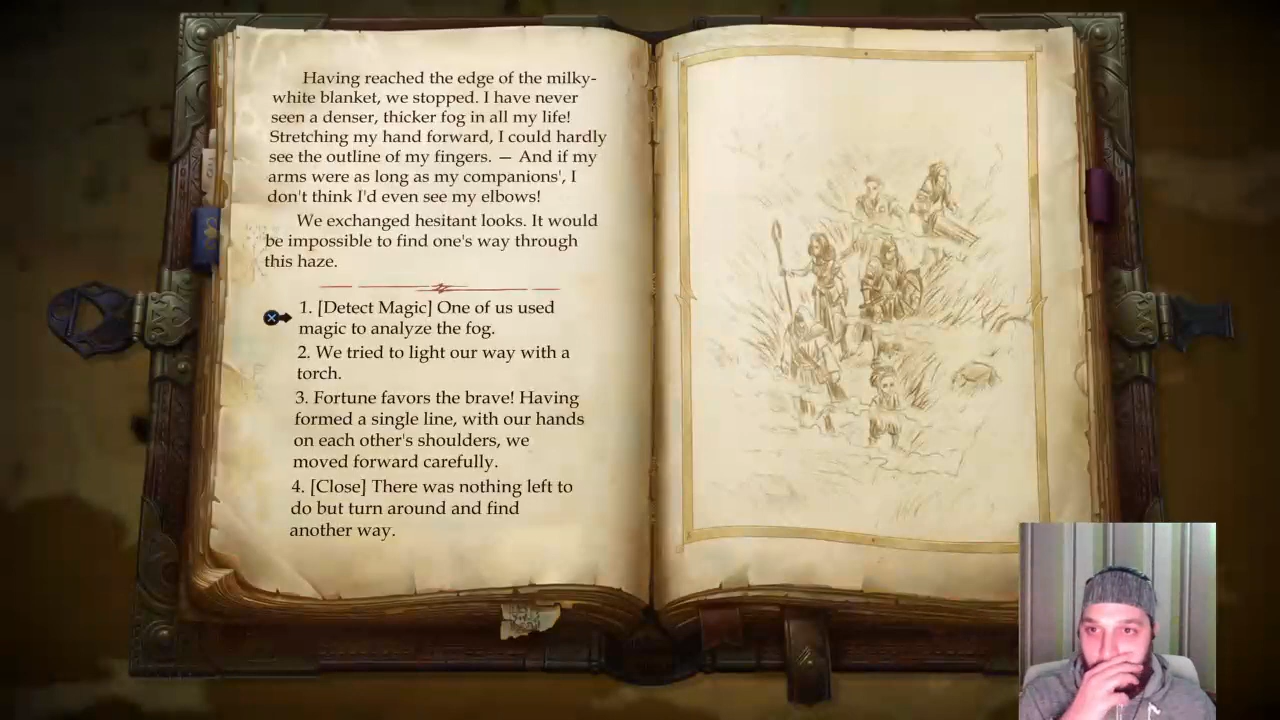 Having reached the edge of the milky-
white blanket, we stopped. I have never
seen a denser, thicker fog in all my life!
Stretching my hand forward, I could hardly
see the outline of my fingers. — And if my
arms were as long as my companions', I
don't think I'd even see my elbows!
We exchanged hesitant looks. It would
be impossible to find one's way through
this haze.
1. [Detect Magic] One of us used
magic to analyze the fog.
2. We tried to light our way with a
torch.
3. Fortune favors the brave! Having
formed a single line, with our hands
on each other's shoulders, we
moved forward carefully.
4. [Close] There was nothing left to
do but turn around and find
another way.